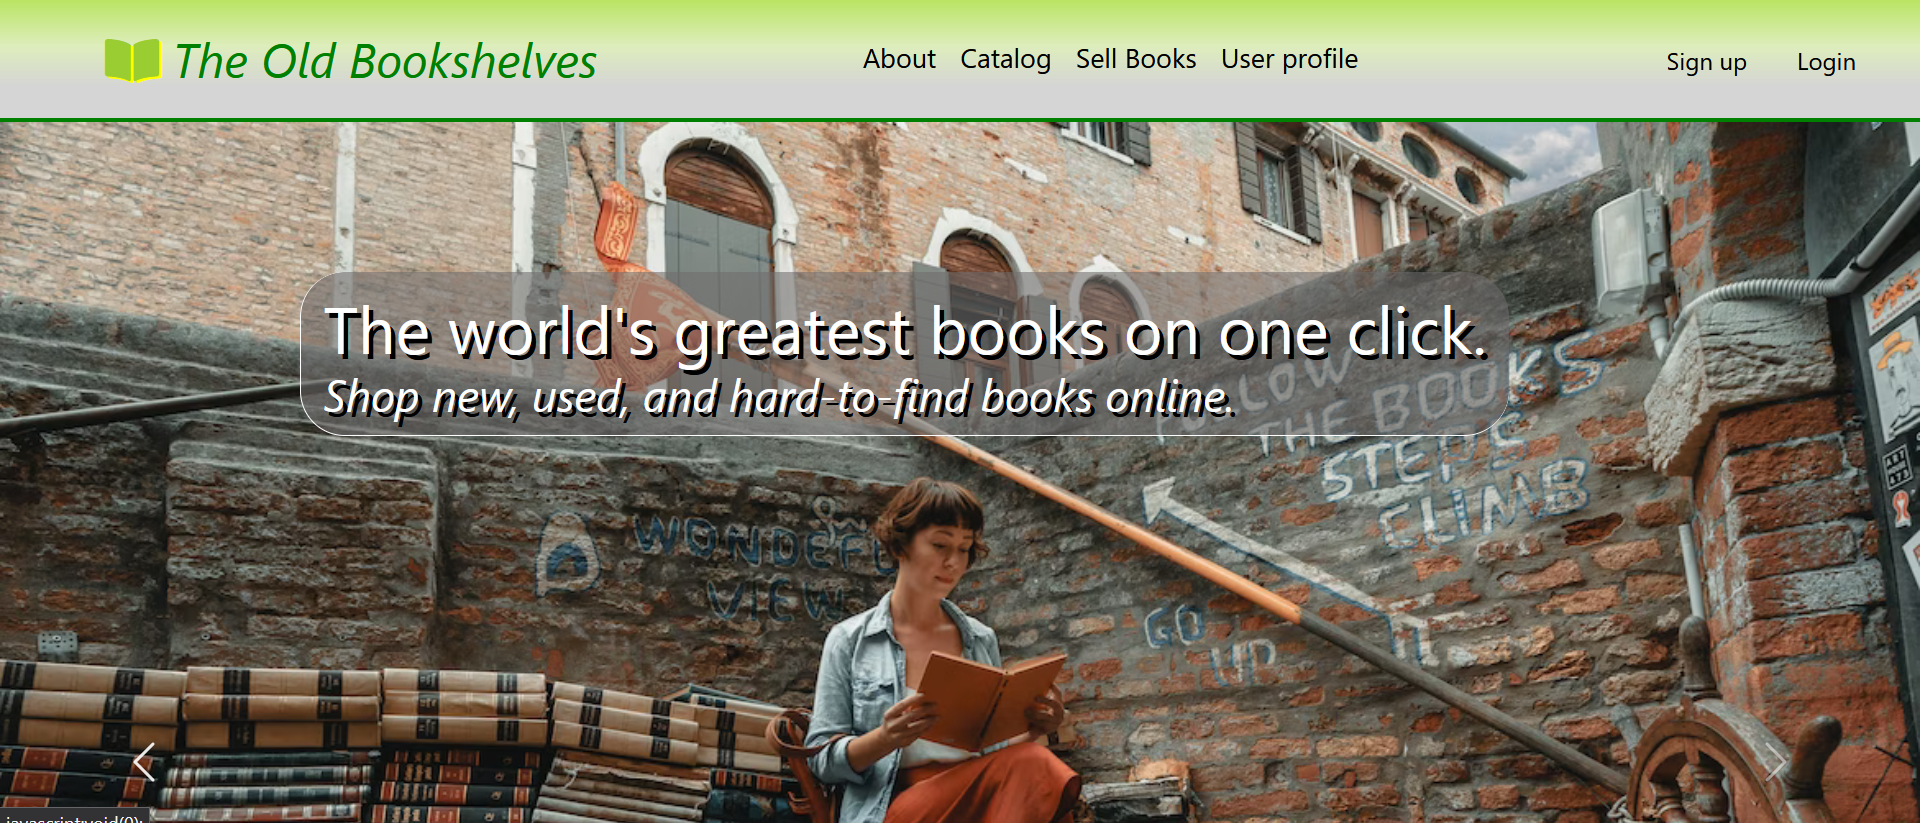 The Old Bookshelves
About Catalog Sell Books User profile
Sign up Login
The world's greatest books on one click.
Shop new, used, and hard-to-find books online.
FOLLOW
THE BOOKS
STEPS
CLIMB
WONDEFU
VIEW
GO
UP
ART
javascript:void(0);